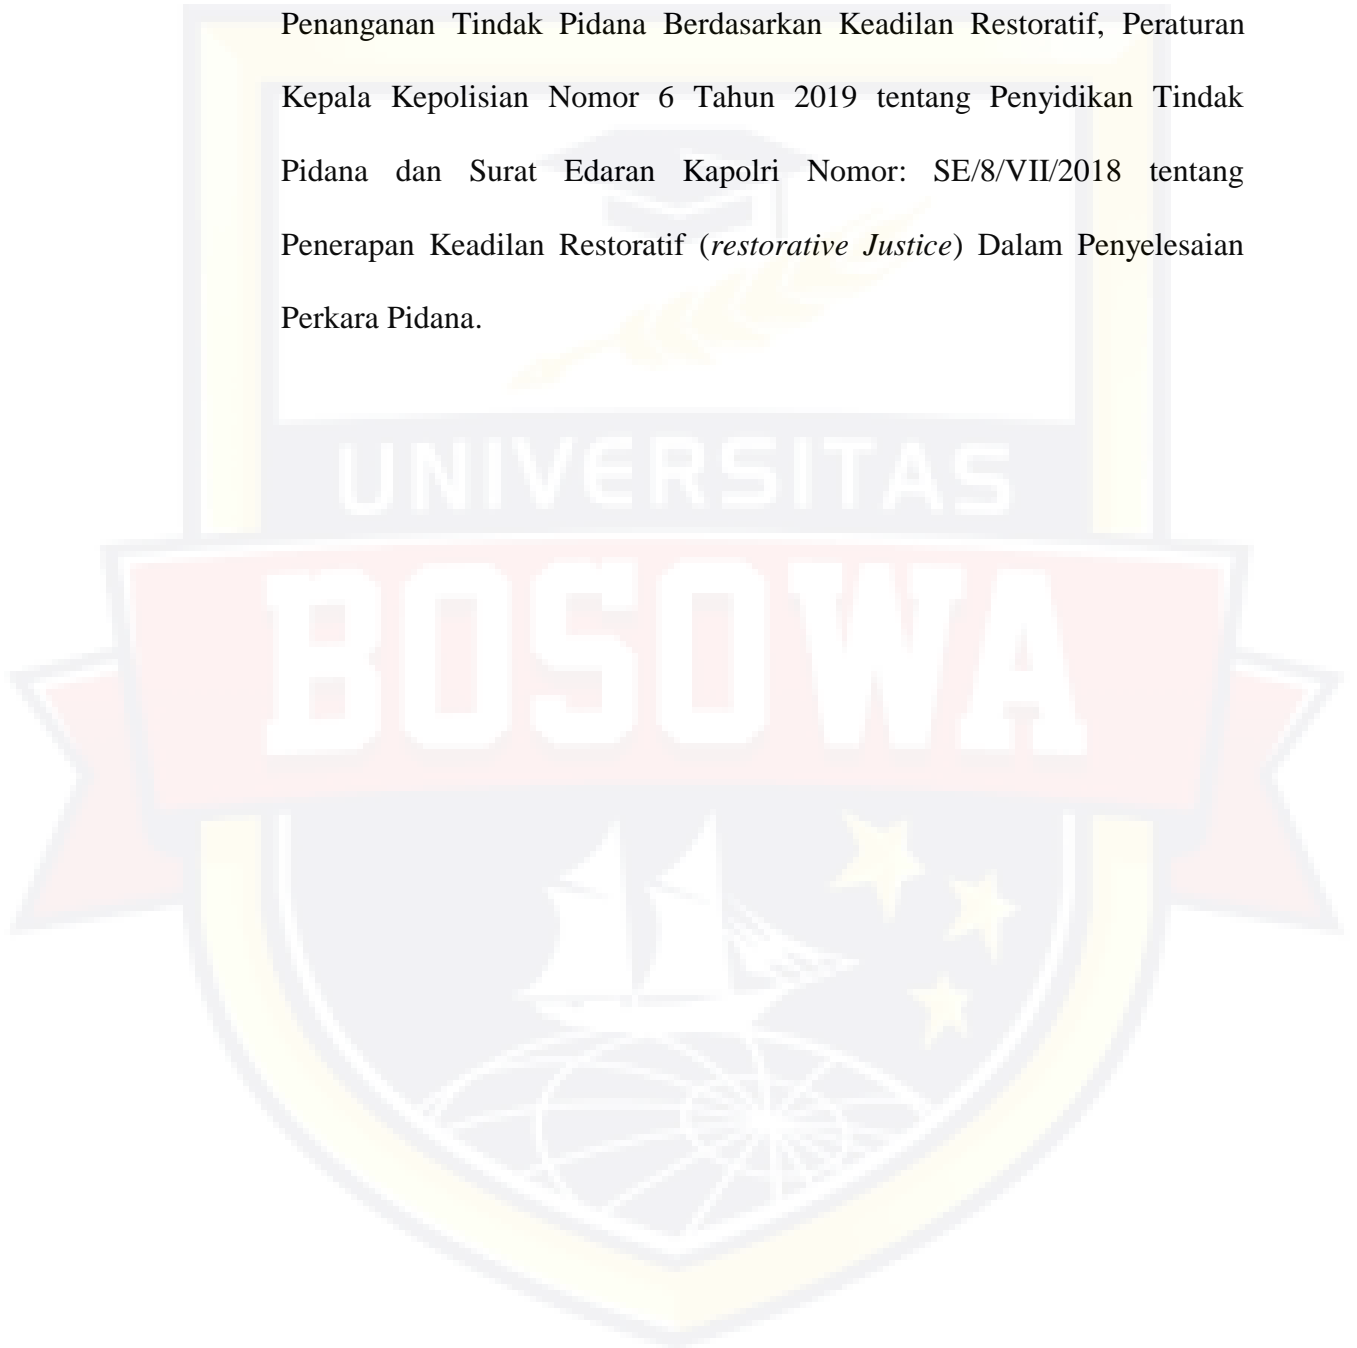 Penanganan Tindak Pidana Berdasarkan Keadilan Restoratif, Peraturan
Kepala Kepolisian Nomor 6 Tahun 2019 tentang Penyidikan Tindak
Pidana dan Surat Edaran Kapolri Nomor: SE/8/VII/2018 tentang
Penerapan Keadilan Restoratif (restorative Justice) Dalam Penyelesaian
Perkara Pidana.
UNIVERSITAS
BOSOWA